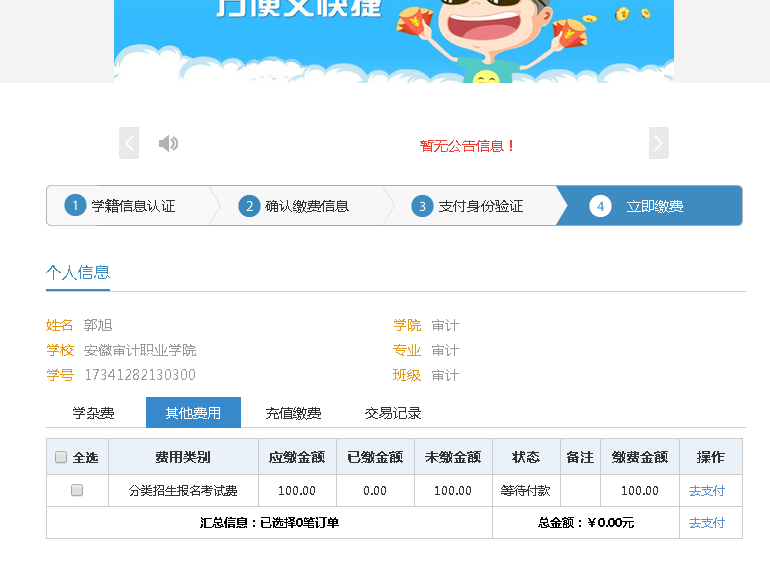 方便又快捷
暂无公告信息！
1 学籍信息认证 2 确认缴费信息 3 支付身份验证 4 立即缴费
个人信息
姓名 郭旭 学院 审计
学校 安徽审计职业学院 专业 审计
学号 17341282130300 班级 审计
学杂费 其他费用 充值缴费 交易记录
全选 费用类别 应缴金额 已缴金额 未缴金额 状态 备注 缴费金额 操作
分类招生报名考试费 100.00 0.00 100.00 等待付款 100.00 去支付
汇总信息：已选择0笔订单 总金额：￥0.00元 去支付